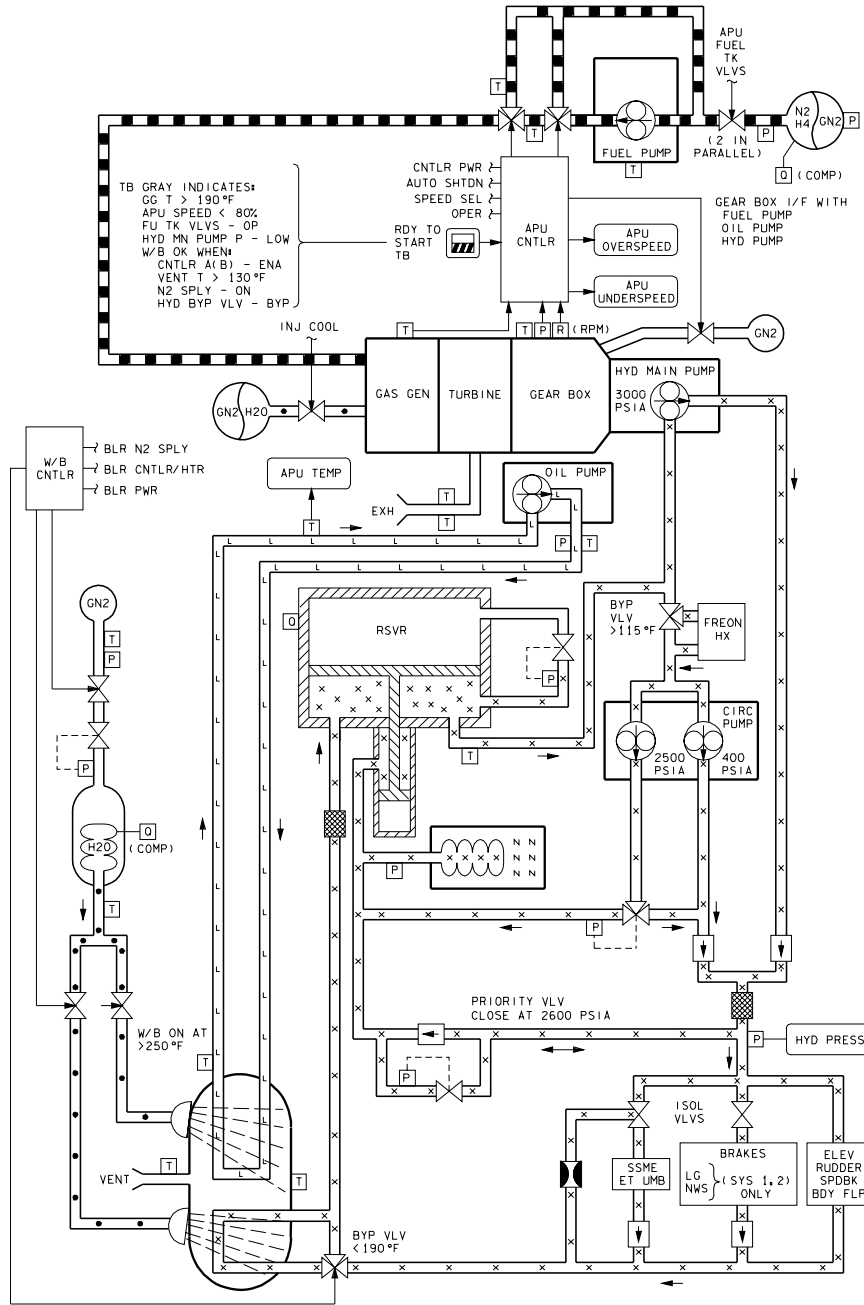 APU
FUEL
TK
VLVS
N2
H4
GN2
P
T
T
P
FUEL PUMP
(2 IN
PARALLEL)
T
Q (COMP)
CNTLR PWR
AUTO SHTDN
SPEED SEL
OPER
TB GRAY INDICATES:
GG T > 190°F
APU SPEED < 80%
FU TK VLVS - OP
HYD MN PUMP P - LOW
W/B OK WHEN:
CNTLR A(B) - ENA
VENT T > 130°F
N2 SPLY - ON
HYD BYP VLV - BYP
RDY TO
START
TB
APU
CNTLR
GEAR BOX I/F WITH
FUEL PUMP
OIL PUMP
HYD PUMP
APU
OVERSPEED
APU
UNDERSPEED
INJ COOL
T
T P R (RPM)
GN2
GAS GEN
TURBINE
GEAR BOX
HYD MAIN PUMP
3000
PSIA
GN2 H2O
W/B
CNTLR
BLR N2 SPLY
BLR CNTLR/HTR
BLR PWR
APU TEMP
OIL PUMP
EXH
T
T
T
P T
L
GN2
T
P
Q
RSVR
BYP
VLV
>115°F
FREON
HX
P
P
T
CIRC
PUMP
2500
PSIA
400
PSIA
H2O
Q
(COMP)
T
P
N N
N N
N N
P
PRIORITY VLV
CLOSE AT 2600 PSIA
P
HYD PRESS
W/B ON AT
>250°F
T
P
ISOL
VLVS
VENT
T
T
SSME
ET UMB
BRAKES
LG
NWS
(SYS 1,2)
ONLY
ELEV
RUDDER
SPDBK
BDY FLP
BYP VLV
<190°F